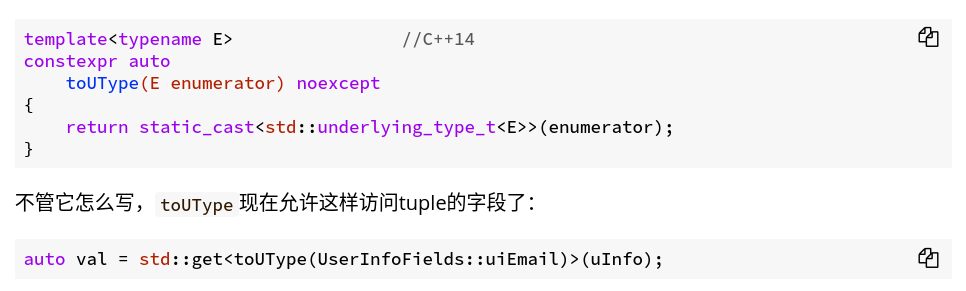 template<typename E>                //C++14
constexpr auto
    toUType(E enumerator) noexcept
{
    return static_cast<std::underlying_type_t<E>>(enumerator);
}
不管它怎么写，toUType现在允许这样访问tuple的字段了：
auto val = std::get<toUType(UserInfoFields::uiEmail)>(uInfo);